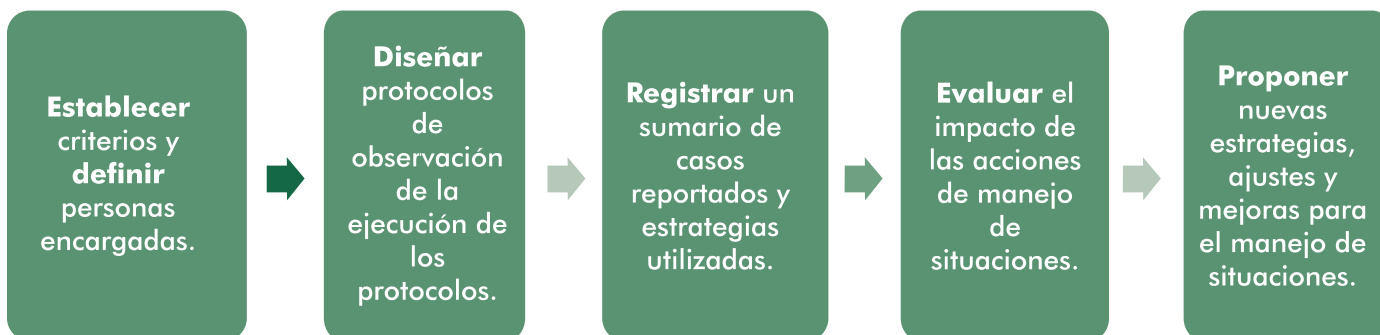 Establecer
criterios y
definir
personas
encargadas.
Diseñar
protocolos
de
observación
de la
ejecución de
los
protocolos.
Registrar un
sumario de
casos
reportados y
estrategias
utilizadas.
Evaluar el
impacto de
las acciones
de manejo
de
situaciones.
Proponer
nuevas
estrategias,
ajustes y
mejoras para
el manejo de
situaciones.